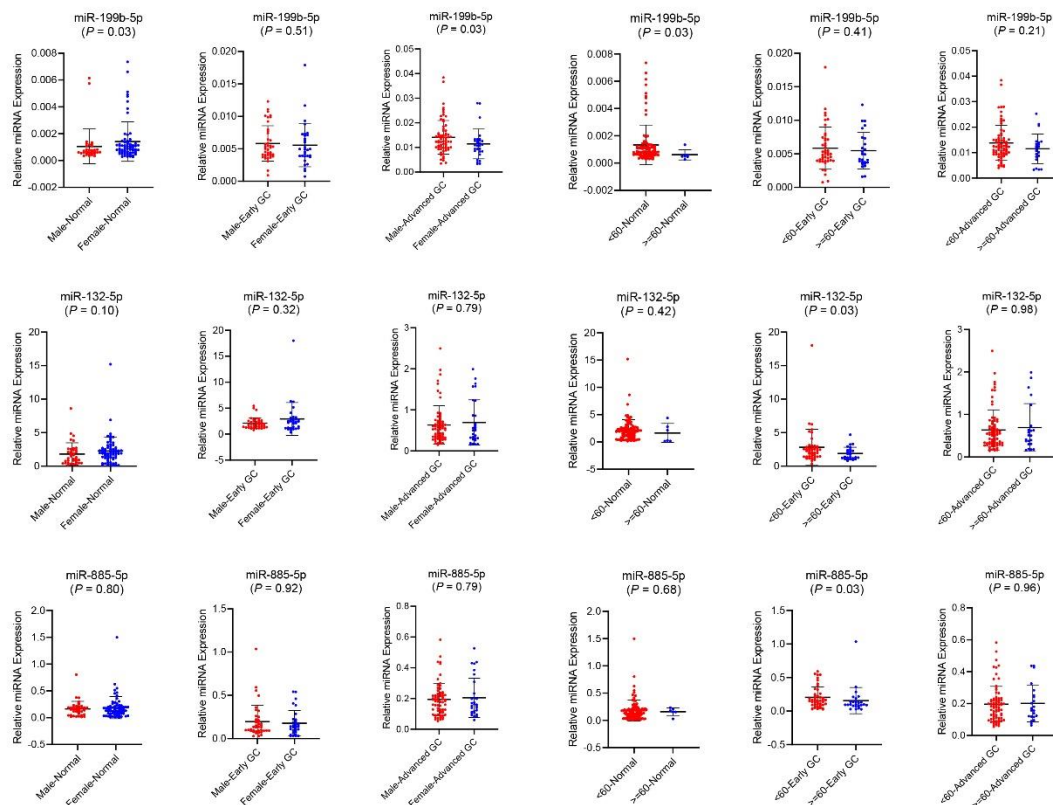 miR-199b-5p
(P = 0.03)
Relative miRNA Expression
0.008
0.006
0.004
0.002
0.000
-0.002
Male-Normal
Female-Normal
miR-199b-5p
(P = 0.51)
Relative miRNA Expression
0.020
0.015
0.010
0.005
0.000
Male-Early GC
Female-Early GC
miR-199b-5p
(P = 0.03)
Relative miRNA Expression
0.05
0.04
0.03
0.02
0.01
0.00
Male-Advanced GC
Female-Advanced GC
miR-199b-5p
(P = 0.03)
Relative miRNA Expression
0.008
0.006
0.004
0.002
0.000
-0.002
<60-Normal
>=60-Normal
miR-199b-5p
(P = 0.41)
Relative miRNA Expression
0.020
0.015
0.010
0.005
0.000
<60-Early GC
>=60-Early GC
miR-199b-5p
(P = 0.21)
Relative miRNA Expression
0.05
0.04
0.03
0.02
0.01
0.00
<60-Advanced GC
>=60-Advanced GC
miR-132-5p
(P = 0.10)
Relative miRNA Expression
20
15
10
5
0
Male-Normal
Female-Normal
miR-132-5p
(P = 0.32)
Relative miRNA Expression
20
15
10
5
0
-5
Male-Early GC
Female-Early GC
miR-132-5p
(P = 0.79)
Relative miRNA Expression
3
2
1
0
Male-Advanced GC
Female-Advanced GC
miR-132-5p
(P = 0.42)
Relative miRNA Expression
20
15
10
5
0
-5
<60-Normal
>=60-Normal
miR-132-5p
(P = 0.03)
Relative miRNA Expression
20
15
10
5
0
<60-Early GC
>=60-Early GC
miR-132-5p
(P = 0.98)
Relative miRNA Expression
3
2
1
0
<60-Advanced GC
>=60-Advanced GC
miR-885-5p
(P = 0.80)
Relative miRNA Expression
2.0
1.5
1.0
0.5
0.0
-0.5
Male-Normal
Female-Normal
miR-885-5p
(P = 0.92)
Relative miRNA Expression
1.5
1.0
0.5
0.0
Male-Early GC
Female-Early GC
miR-885-5p
(P = 0.79)
Relative miRNA Expression
0.8
0.6
0.4
0.2
0.0
Male-Advanced GC
Female-Advanced GC
miR-885-5p
(P = 0.68)
Relative miRNA Expression
2.0
1.5
1.0
0.5
0.0
-0.5
<60-Normal
>=60-Normal
miR-885-5p
(P = 0.03)
Relative miRNA Expression
1.5
1.0
0.5
0.0
-0.5
<60-Early GC
>=60-Early GC
miR-885-5p
(P = 0.96)
Relative miRNA Expression
0.8
0.6
0.4
0.2
0.0
<60-Advanced GC
>=60-Advanced GC